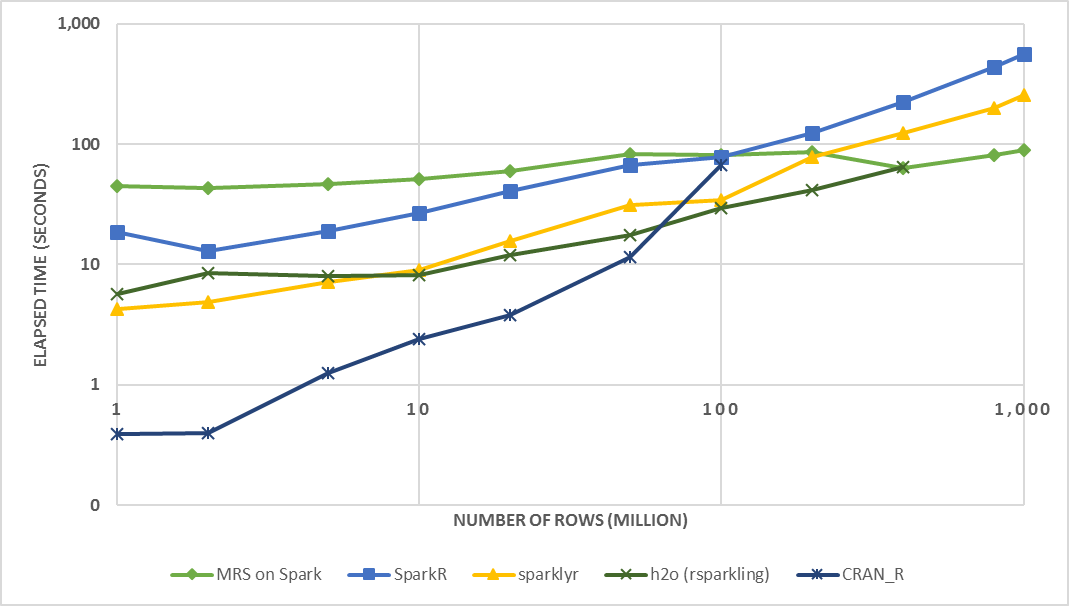 1,000
100
10
1
0
ELAPSED TIME (SECONDS)
1 10 100 1,000
NUMBER OF ROWS (MILLION)
MRS on Spark SparkR sparklyr h2o (rsparkling) CRAN_R